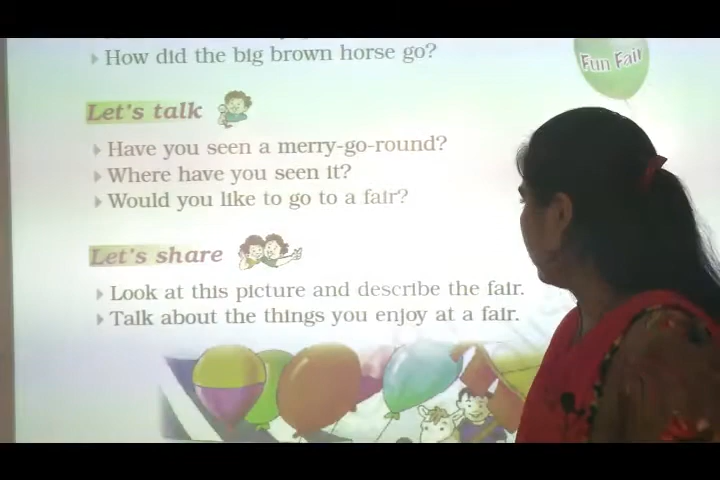 How did the big brown horse go?
Fun Fair
Let's talk
Have you seen a merry-go-round?
Where have you seen it?
Would you like to go to a fair?
Let's share
Look at this picture and describe the fair.
Talk about the things you enjoy at a fair.